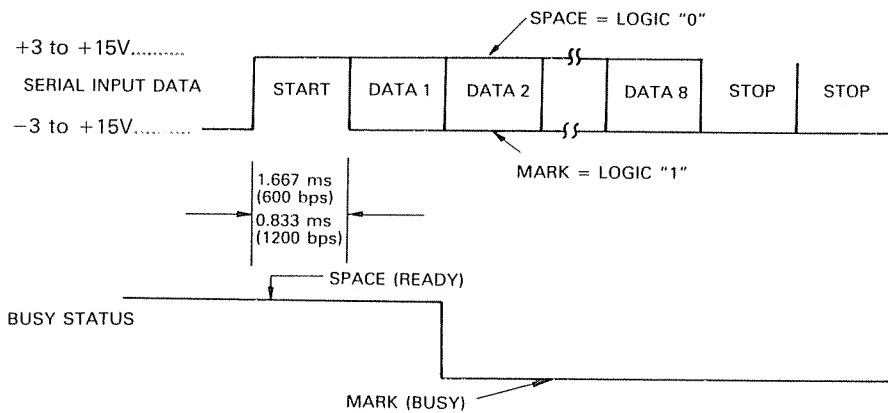 SPACE = LOGIC "0"
+3 to +15V..........
SERIAL INPUT DATA
START
DATA 1
DATA 2
DATA 8
STOP
STOP
−3 to +15V..........
MARK = LOGIC "1"
1.667 ms
(600 bps)
0.833 ms
(1200 bps)
SPACE (READY)
BUSY STATUS
MARK (BUSY)